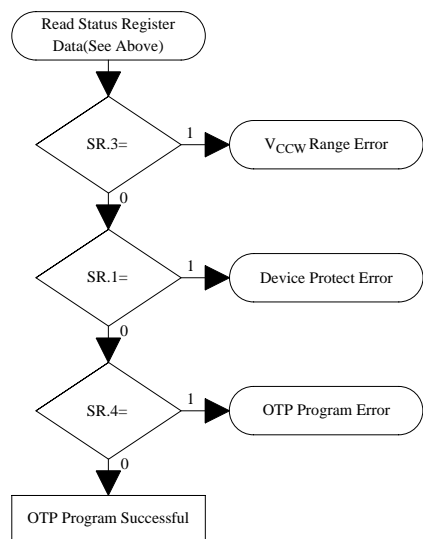 Read Status Register
Data(See Above)
SR.3=
1
VCCW Range Error
0
SR.1=
1
Device Protect Error
0
SR.4=
1
OTP Program Error
0
OTP Program Successful